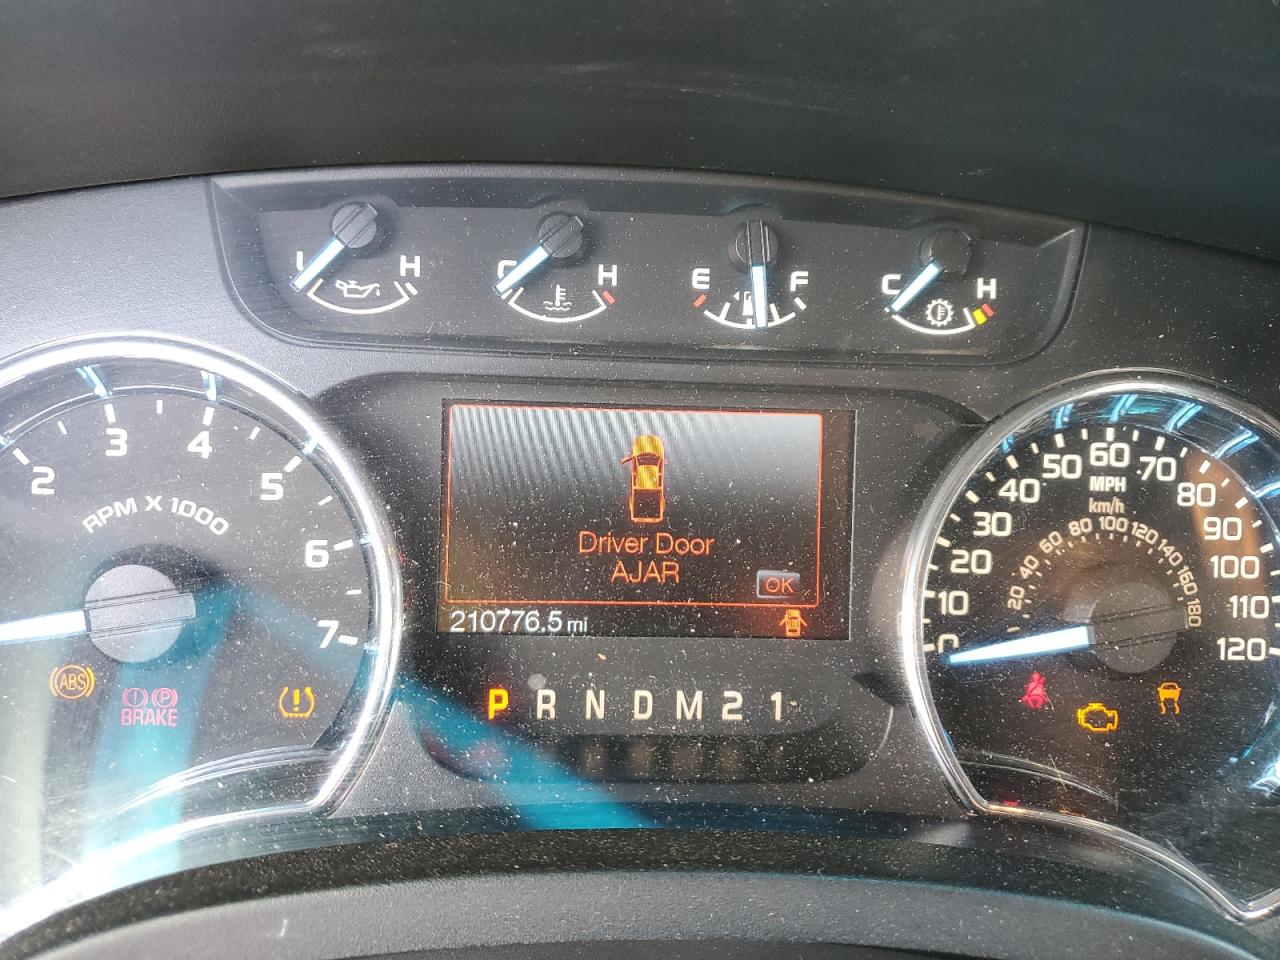 L H
C H
E F
C H
2 3 4 5 6 7
RPM X 1000
Driver Door
AJAR
OK
210776.5 mi
P R N D M 2 1
0 10 20 30 40 50 60 70 80 90 100 110 120
MPH
km/h
20 40 60 80 100 120 140 160 180
ABS
P
BRAKE